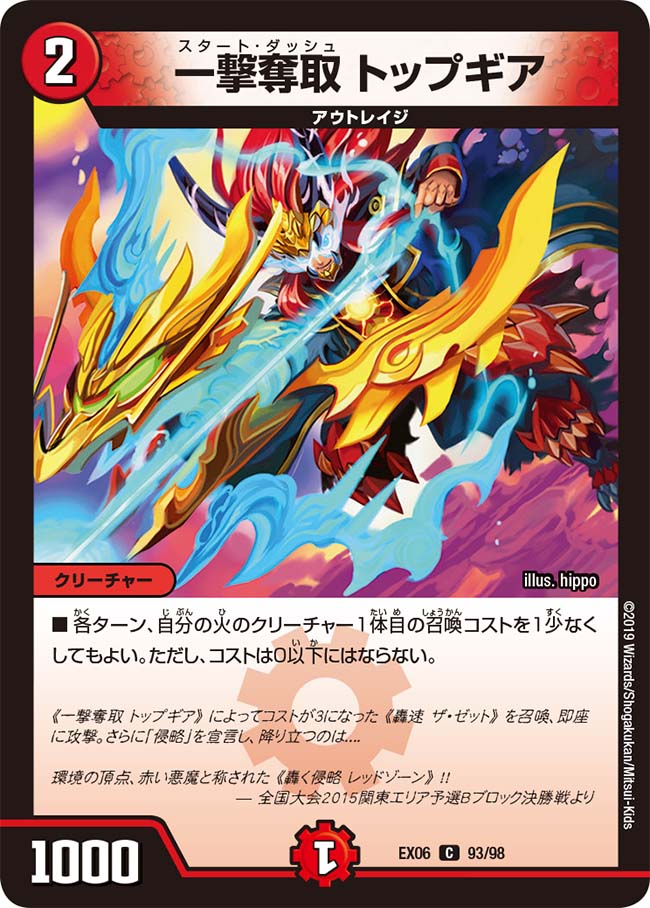 2
スタート・ダッシュ
一撃奪取 トップギア
アウトレイジ
クリーチャー
illus. hippo
■各ターン、自分の火のクリーチャー1体目の召喚コストを1少なく
してもよい。ただし、コストは0以下にはならない。
《一撃奪取 トップギア》によってコストが3になった《轟速 ザ・ゼット》を召喚、即座
に攻撃。さらに「侵略」を宣言し、降り立つのは....
環境の頂点、赤い悪魔と称された《轟く侵略 レッドゾーン》!!
— 全国大会2015関東エリア予選Bブロック決勝戦より
©2019 Wizards/Shogakukan/Mitsui-Kids
1000
1
EX06 C 93/98